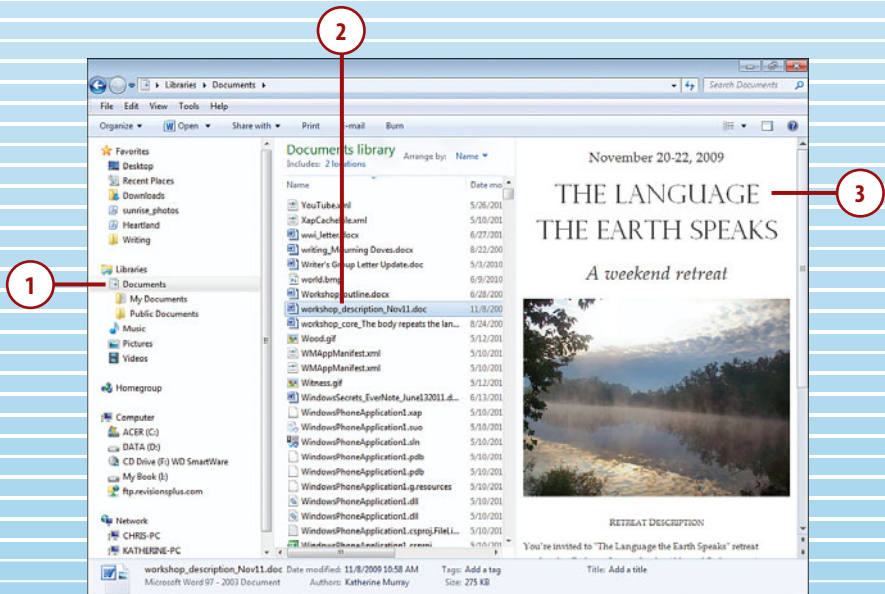 2
Libraries Documents
Search Documents
File Edit View Tools Help
Organize Open Share with Print E-mail Burn
Favorites
Desktop
Recent Places
Downloads
sunrise_photos
Heartland
Writing
Libraries
Documents
My Documents
Public Documents
Music
Pictures
Videos
Homegroup
Computer
ACER (C:)
DATA (D:)
CD Drive (F:) WD SmartWare
My Book (I:)
ftp.revisionsplus.com
Network
CHRIS-PC
KATHERINE-PC
1
Documents library
Includes: 2 locations
Arrange by: Name
Name Date mo
YouTube.xml 5/26/201
XapCacheFile.xml 5/10/201
wwi_letter.docx 6/27/201
writing_Mourning Doves.docx 8/22/200
Writer's Group Letter Update.doc 5/3/2010
world.bmp 6/9/2010
Workshop outline.docx 6/28/200
workshop_description_Nov11.doc 11/8/200
workshop_core_The body repeats the lan... 8/24/200
Wood.gif 5/12/201
WMAppManifest.xml 5/10/201
WMAppManifest.xml 5/10/201
Witness.gif 5/12/201
WindowsSecrets_EverNote_June132011.d... 6/13/201
WindowsPhoneApplication1.xap 5/10/201
WindowsPhoneApplication1.suo 5/10/201
WindowsPhoneApplication1.sln 5/10/201
WindowsPhoneApplication1.pdb 5/10/201
WindowsPhoneApplication1.pdb 5/10/201
WindowsPhoneApplication1.g.resources 5/10/201
WindowsPhoneApplication1.dll 5/10/201
WindowsPhoneApplication1.dll 5/10/201
WindowsPhoneApplication1.csproj.FileLi... 5/10/201
WindowsPhoneApplication1.csproj 5/10/201
November 20-22, 2009
THE LANGUAGE
THE EARTH SPEAKS
3
A weekend retreat
RETREAT DESCRIPTION
You're invited to "The Language the Earth Speaks" retreat
workshop_description_Nov11.doc Date modified: 11/8/2009 10:58 AM Tags: Add a tag Title: Add a title
Microsoft Word 97 - 2003 Document Authors: Katherine Murray Size: 275 KB